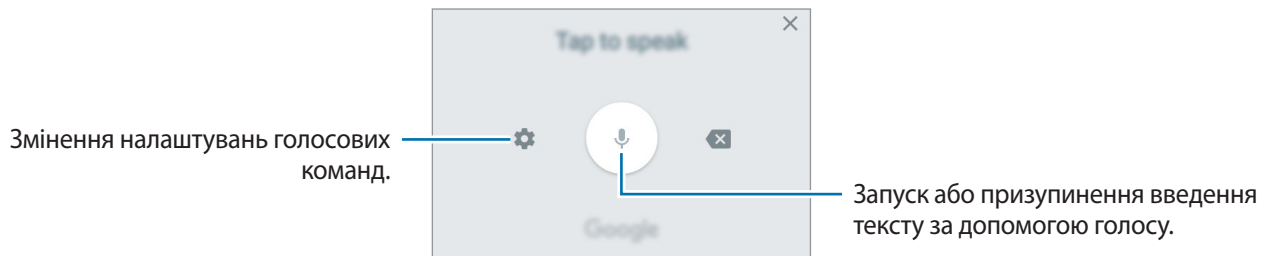 Tap to speak
Змінення налаштувань голосових
команд.
Запуск або призупинення введення
тексту за допомогою голосу.
Google